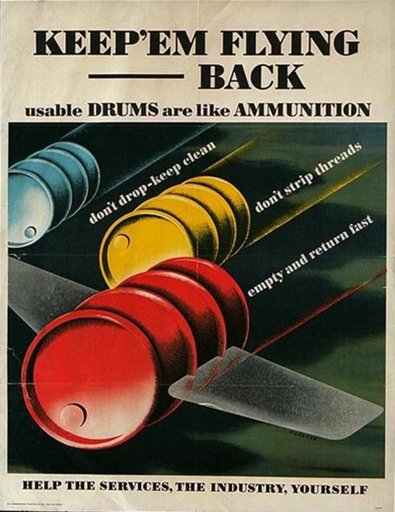 KEEP'EM FLYING
BACK
usable DRUMS are like AMMUNITION
don't drop-keep clean
don't strip threads
empty and return fast
HELP THE SERVICES, THE INDUSTRY, YOURSELF